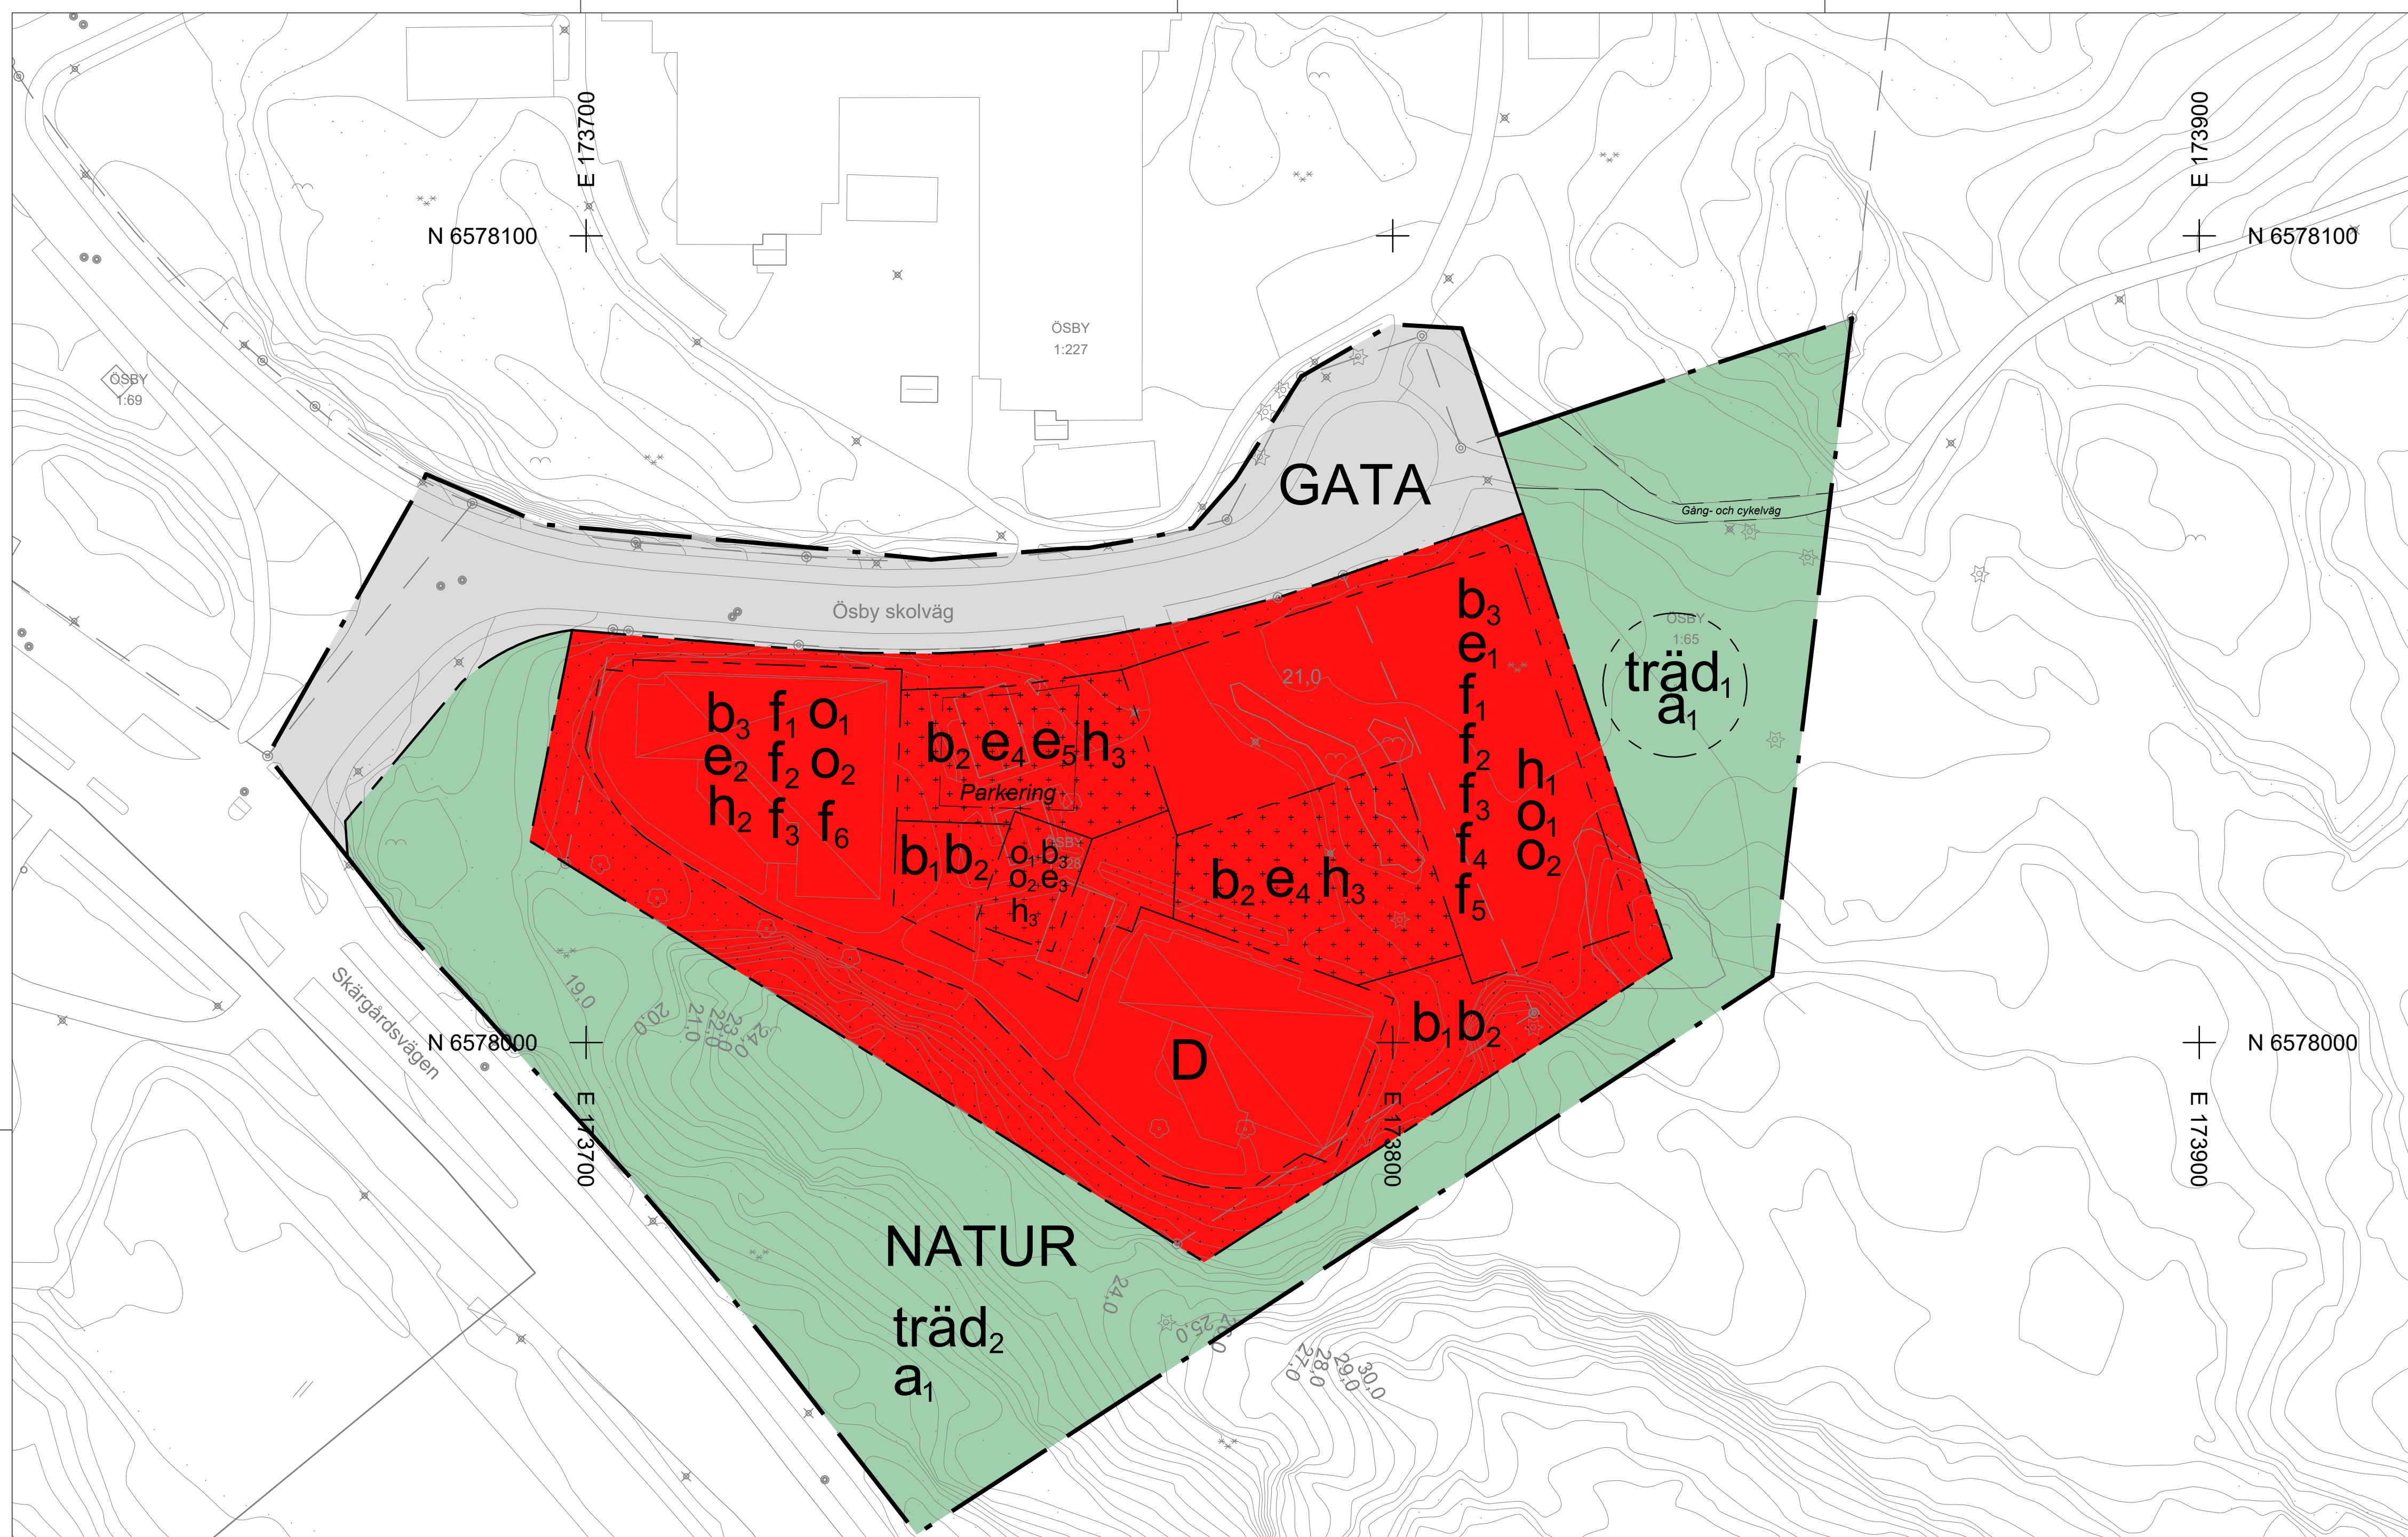 E 173700
E 173900
N 6578100
N 6578100
ÖSBY
1:227
ÖSBY
1:69
GATA
Gång- och cykelväg
Ösby skolväg
ÖSBY
1:65
träd₁
a₁
21,0
b₃ f₁ o₁
e₂ f₂ o₂
h₂ f₃ f₆
b₂ e₄ e₅ h₃
Parkering
b₁ b₂
o₁ b₃
o₂ e₃
h₃
ÖSBY
b₂ e₄ h₃
b₃
e₁
f₁
f₂
f₃
f₄
f₅
h₁
o₁
o₂
b₁ b₂
D
Skärgårdsvägen
19,0
20,0
21,0
22,0
23,0
24,0
N 6578000
N 6578000
E 173700
E 173800
E 173900
NATUR
träd₂
a₁
24,0
25,0
27,0
28,0
29,0
30,0